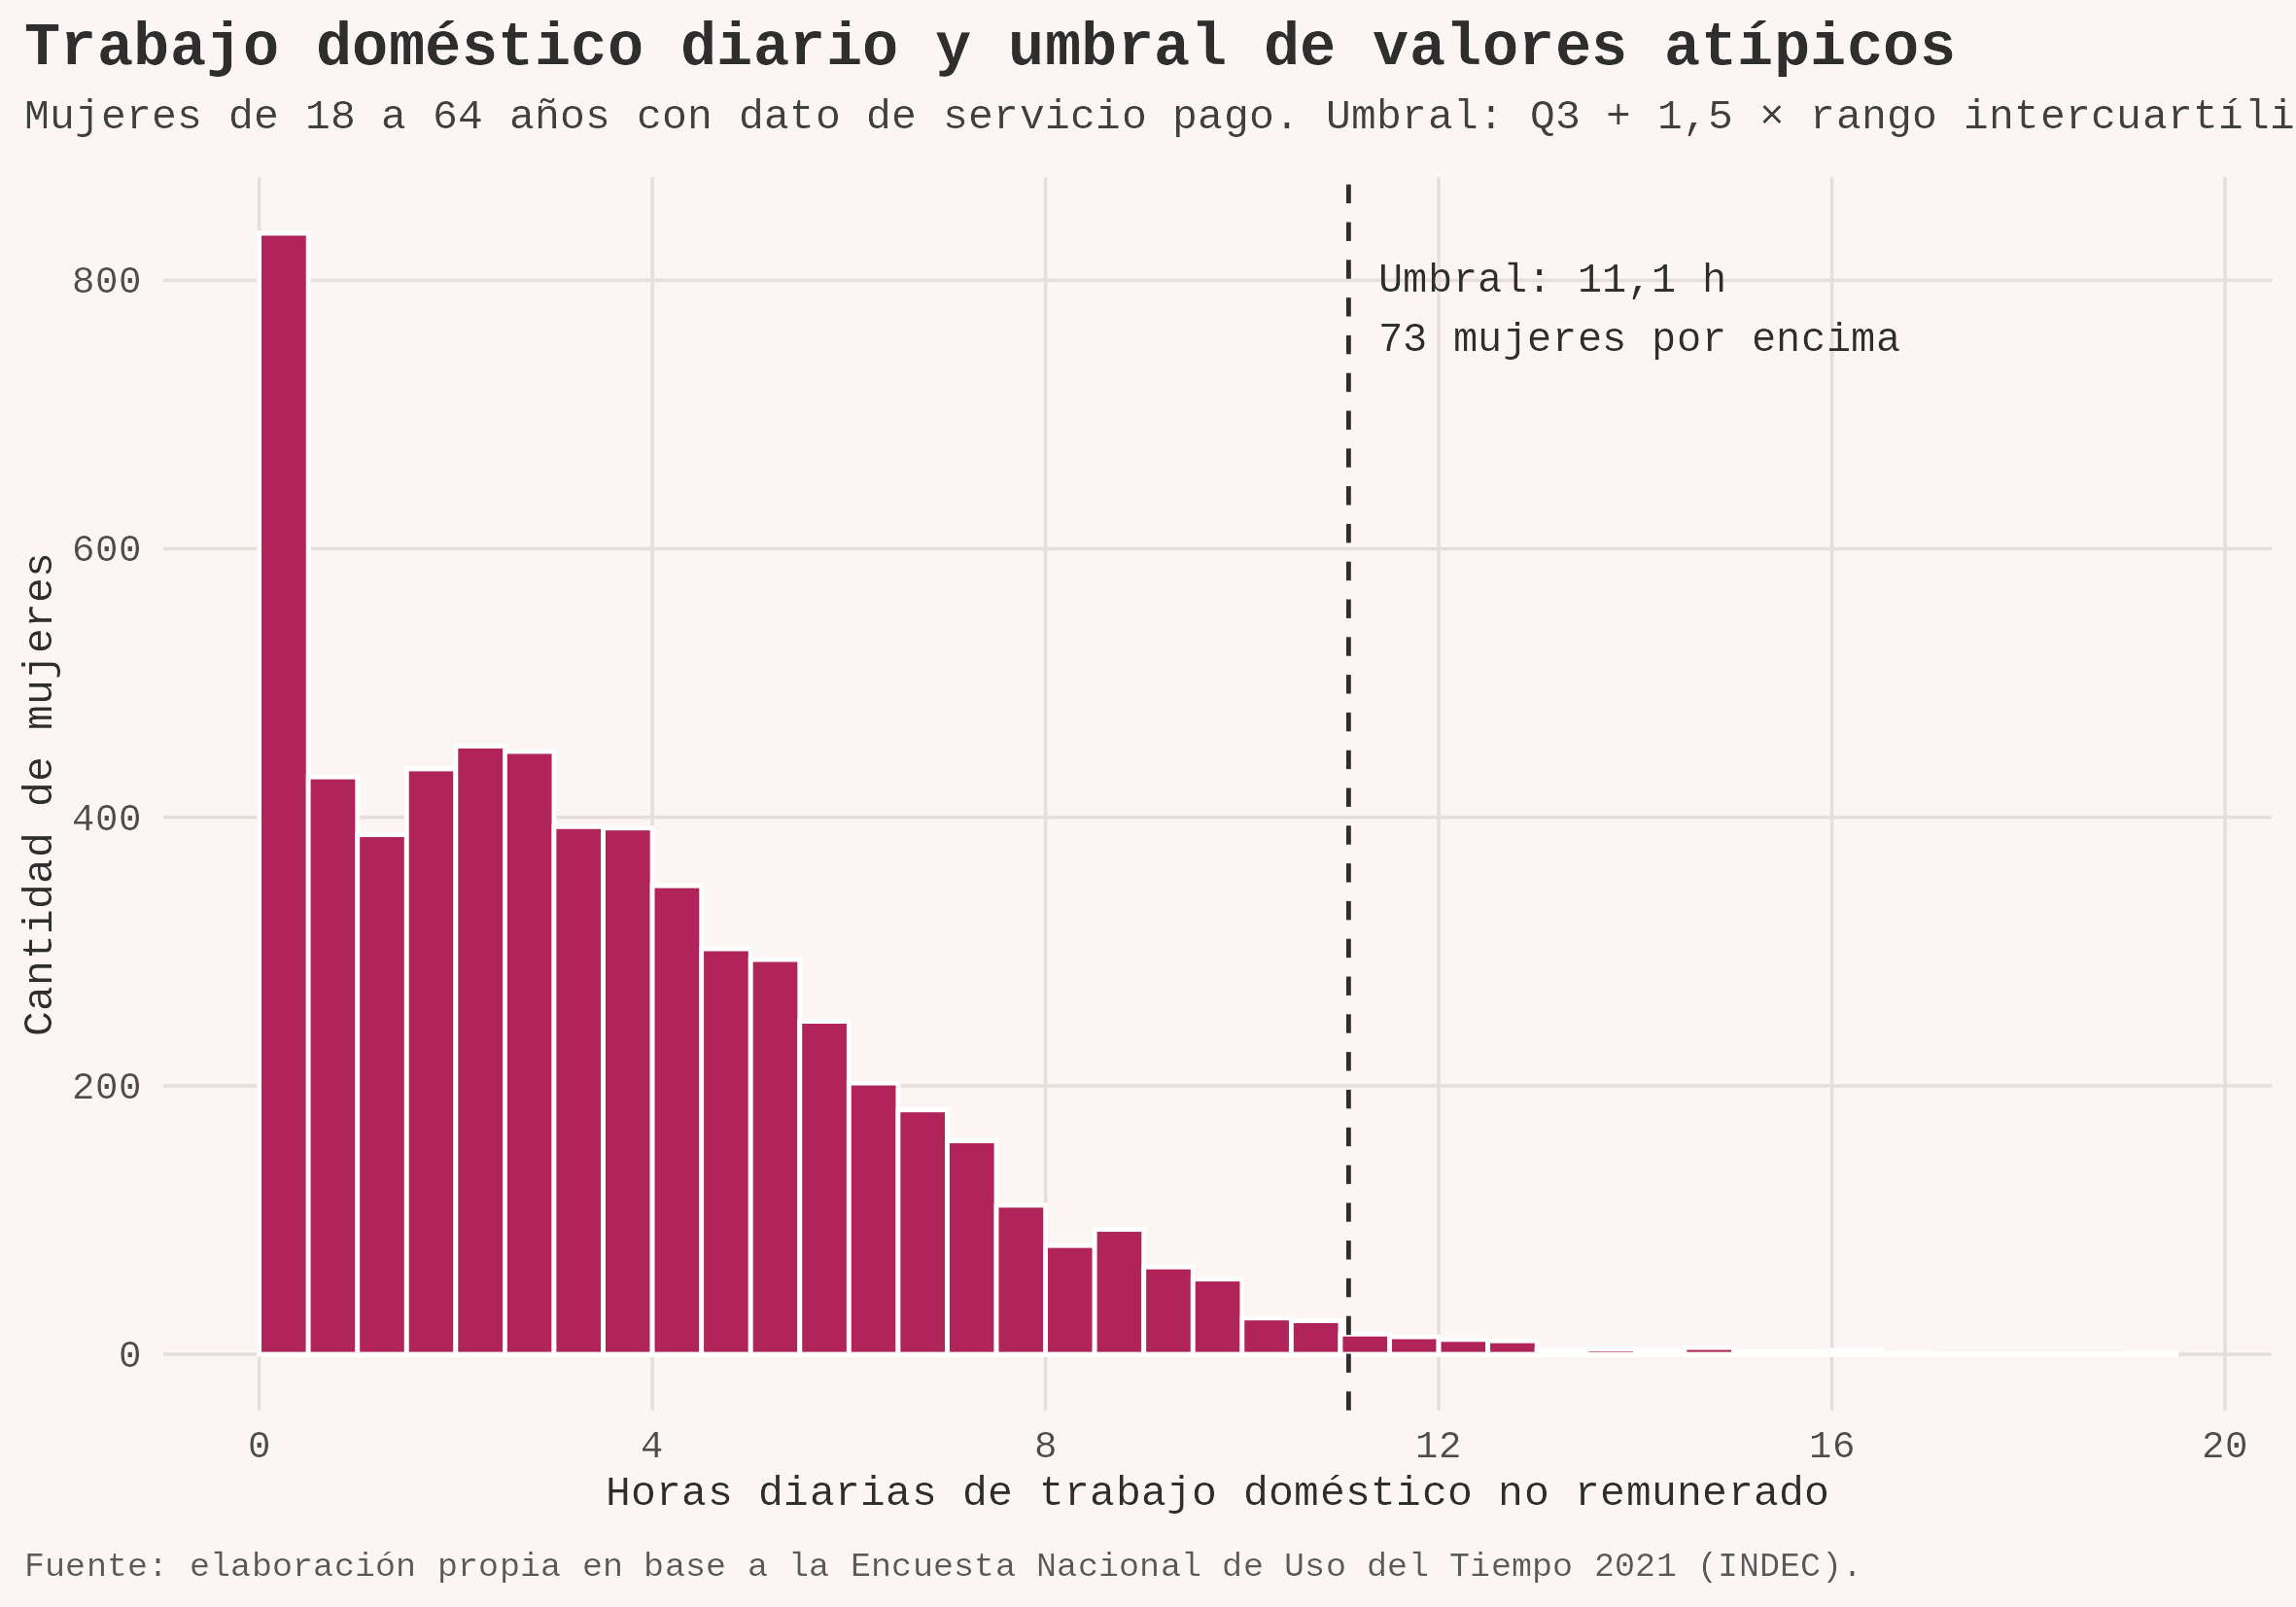 Trabajo doméstico diario y umbral de valores atípicos
Mujeres de 18 a 64 años con dato de servicio pago. Umbral: Q3 + 1,5 × rango intercuartíli
Umbral: 11,1 h
73 mujeres por encima
Cantidad de mujeres
800
600
400
200
0
0 4 8 12 16 20
Horas diarias de trabajo doméstico no remunerado
Fuente: elaboración propia en base a la Encuesta Nacional de Uso del Tiempo 2021 (INDEC).